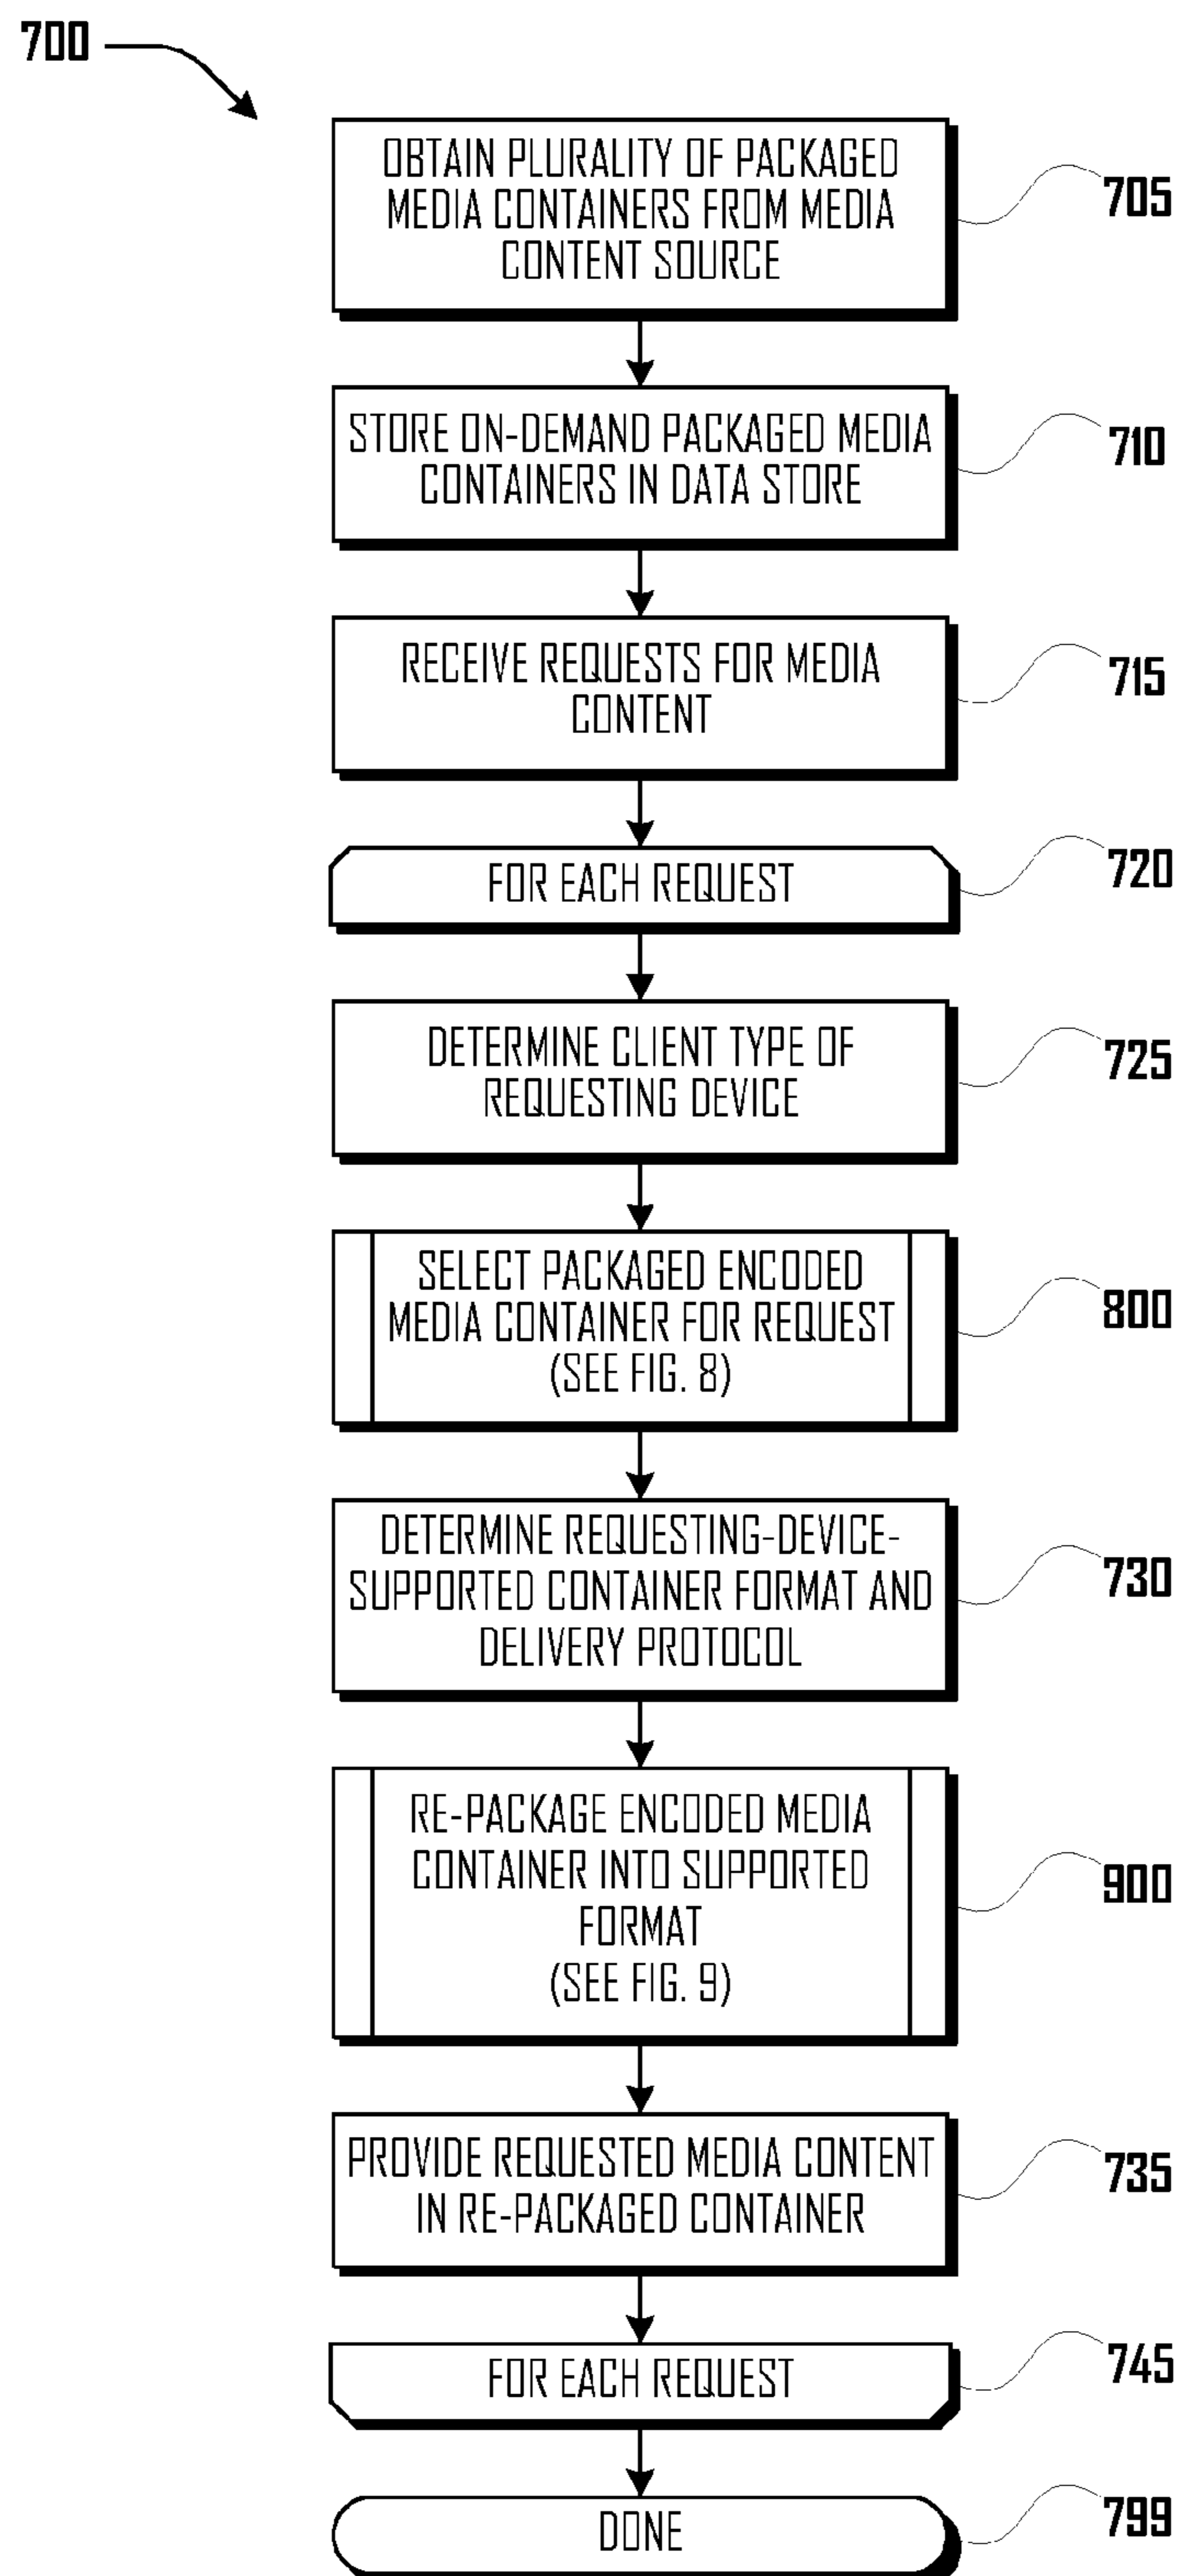 700
OBTAIN PLURALITY OF PACKAGED
MEDIA CONTAINERS FROM MEDIA
CONTENT SOURCE
705
STORE ON-DEMAND PACKAGED MEDIA
CONTAINERS IN DATA STORE
710
RECEIVE REQUESTS FOR MEDIA
CONTENT
715
FOR EACH REQUEST
720
DETERMINE CLIENT TYPE OF
REQUESTING DEVICE
725
SELECT PACKAGED ENCODED
MEDIA CONTAINER FOR REQUEST
(SEE FIG. 8)
800
DETERMINE REQUESTING-DEVICE-
SUPPORTED CONTAINER FORMAT AND
DELIVERY PROTOCOL
730
RE-PACKAGE ENCODED MEDIA
CONTAINER INTO SUPPORTED
FORMAT
(SEE FIG. 9)
900
PROVIDE REQUESTED MEDIA CONTENT
IN RE-PACKAGED CONTAINER
735
FOR EACH REQUEST
745
DONE
799